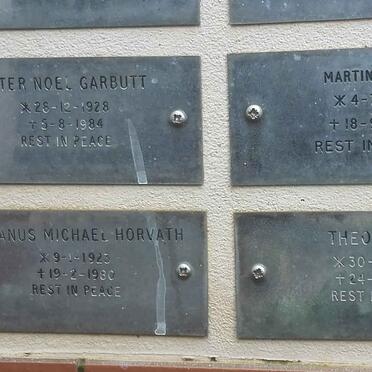 TER NOEL GARBUTT
⚹ 28-12-1928
✝ 5-8-1984
REST IN PEACE
MARTIN
⚹ 4-
✝ 18-9
REST IN
ANUS MICHAEL HORVATH
⚹ 9-1-1923
✝ 19-2-1980
REST IN PEACE
THEO
⚹ 30-
✝ 24-
REST